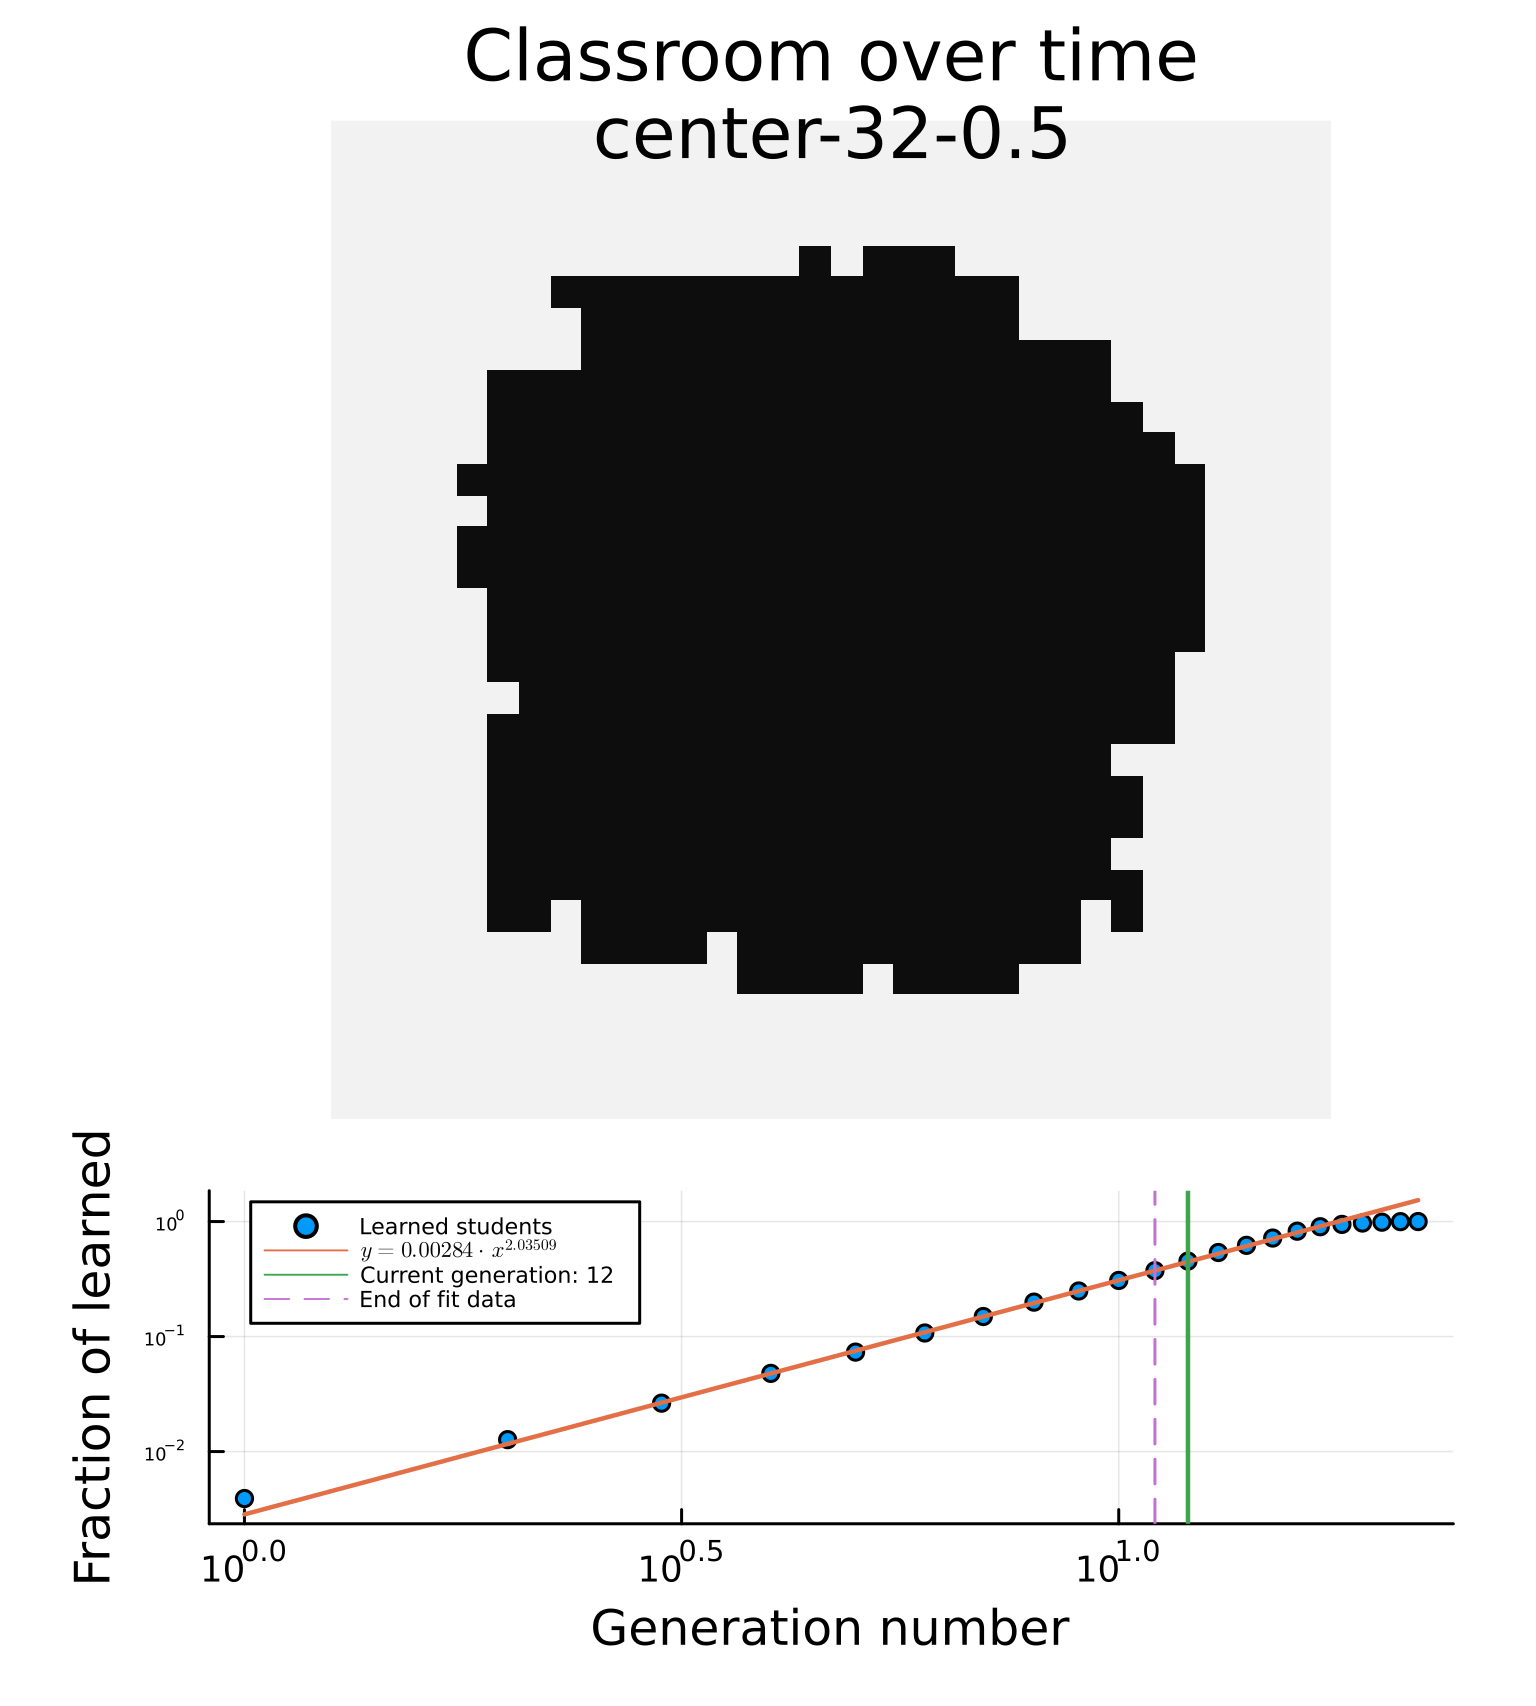 Classroom over time
center-32-0.5
Fraction of learned
10⁰
10⁻¹
10⁻²
Learned students
y = 0.00284 · x^2.03509
Current generation: 12
End of fit data
10^0.0
10^0.5
10^1.0
Generation number